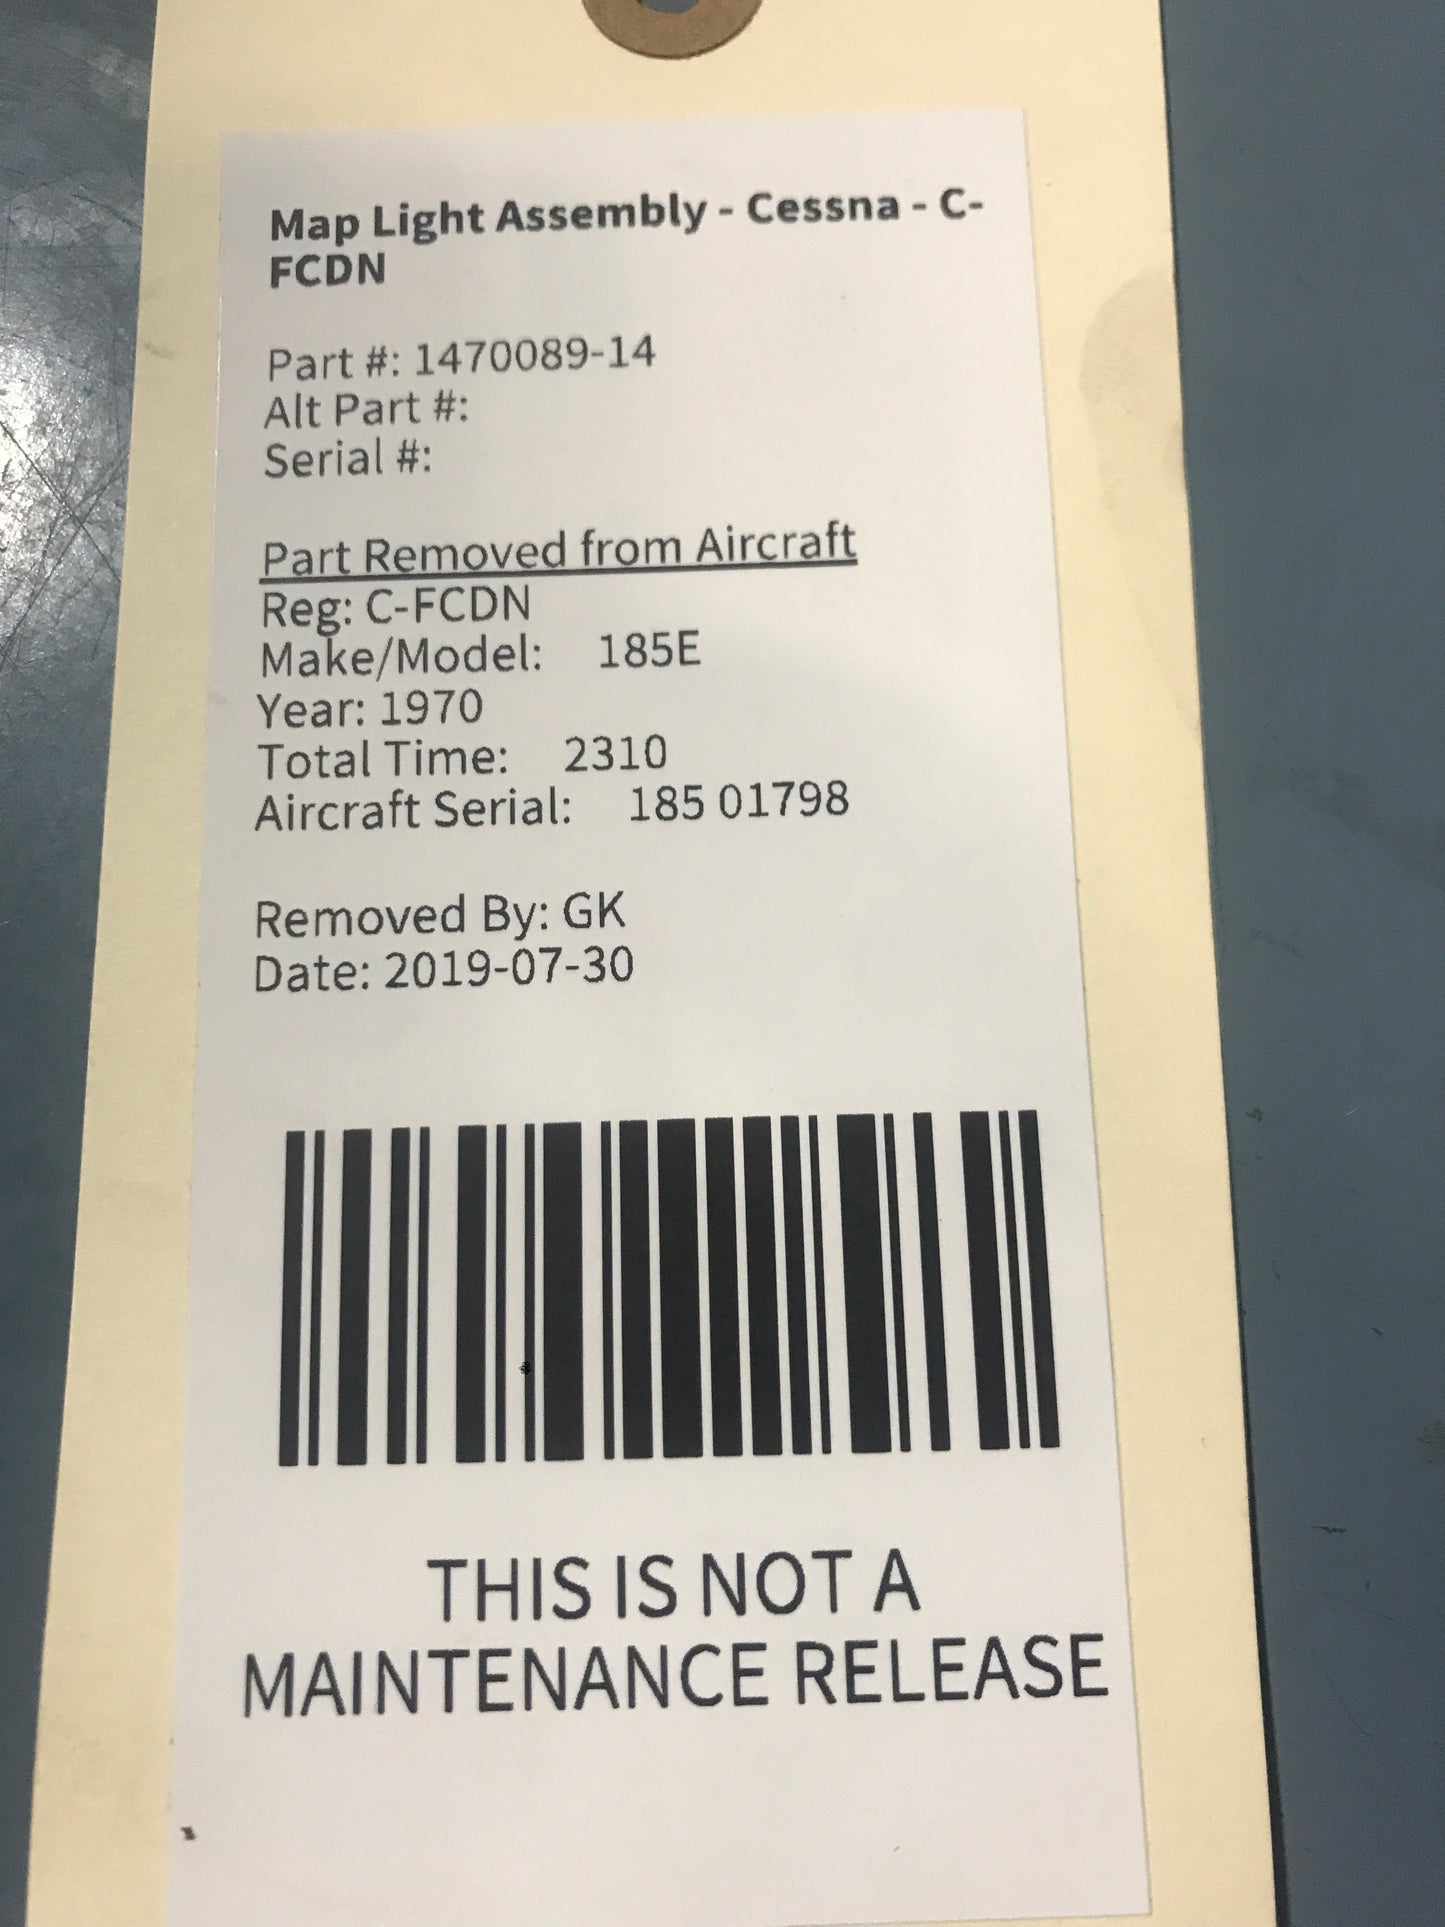 Map Light Assembly - Cessna - C-
FCDN
Part #: 1470089-14
Alt Part #:
Serial #:
Part Removed from Aircraft
Reg: C-FCDN
Make/Model: 185E
Year: 1970
Total Time: 2310
Aircraft Serial: 185 01798
Removed By: GK
Date: 2019-07-30
THIS IS NOT A
MAINTENANCE RELEASE